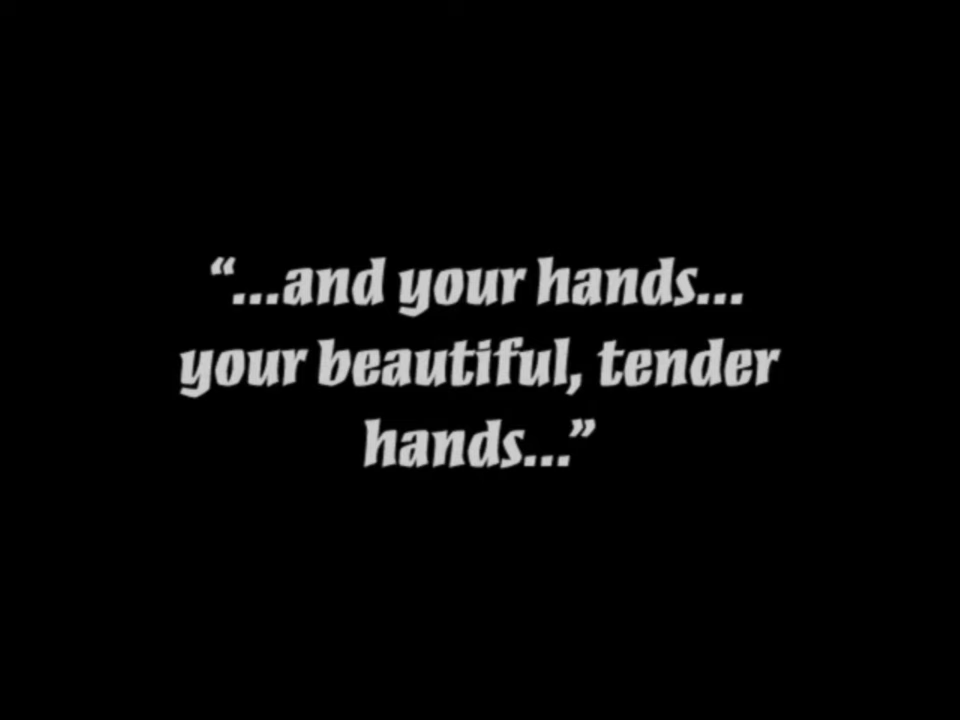 “...and your hands...
your beautiful, tender
hands...”